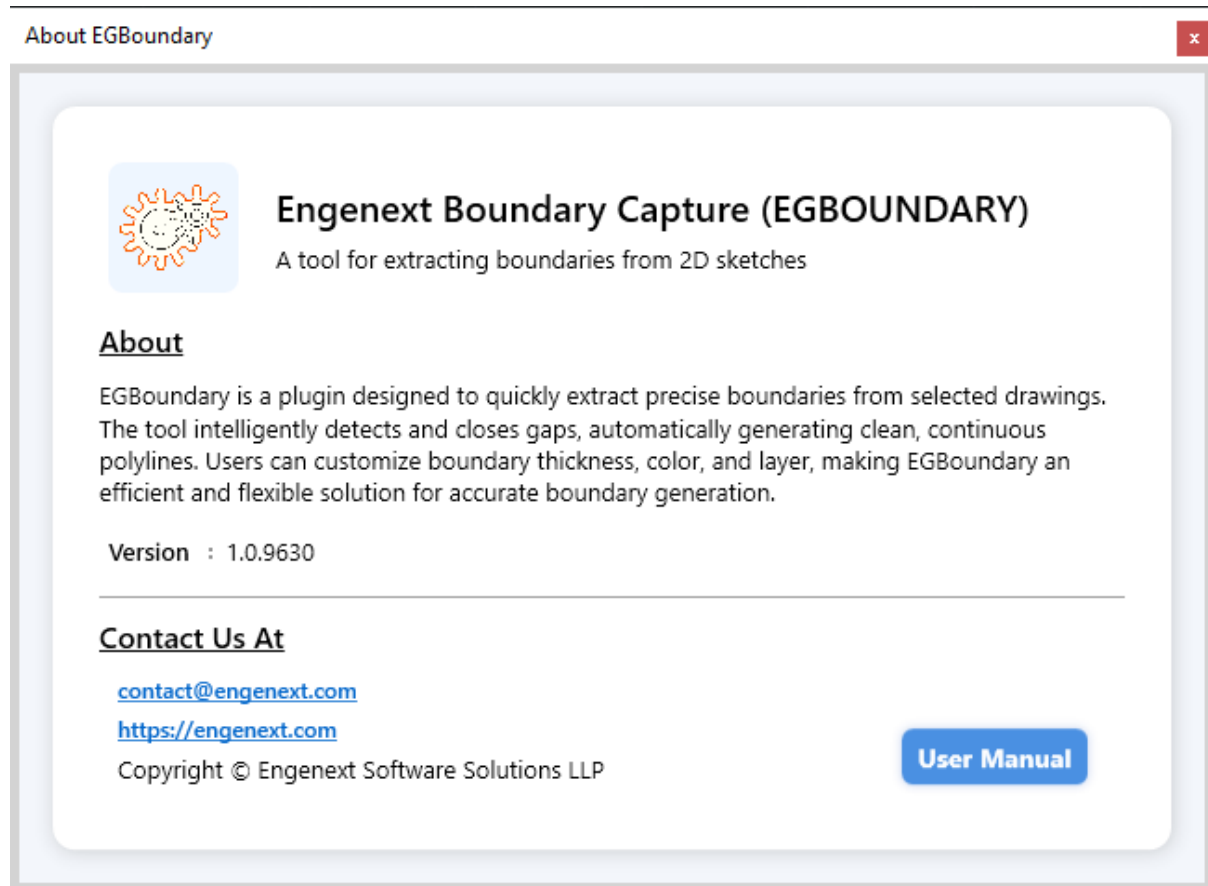 About EGBoundary
x
Engenext Boundary Capture (EGBOUNDARY)
A tool for extracting boundaries from 2D sketches
About
EGBoundary is a plugin designed to quickly extract precise boundaries from selected drawings.
The tool intelligently detects and closes gaps, automatically generating clean, continuous
polylines. Users can customize boundary thickness, color, and layer, making EGBoundary an
efficient and flexible solution for accurate boundary generation.
Version : 1.0.9630
Contact Us At
contact@engenext.com
https://engenext.com
Copyright © Engenext Software Solutions LLP
User Manual